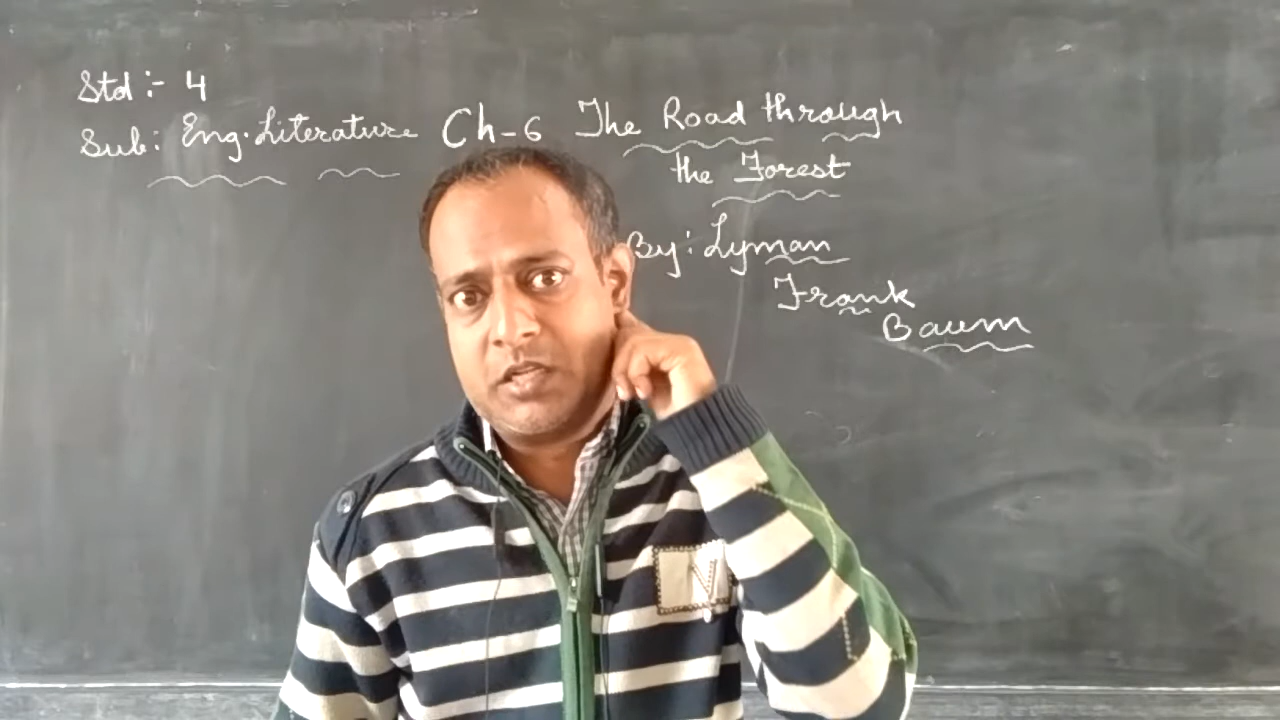 Std :- 4
Sub: Eng. Literature Ch-6 The Road through
the Forest
By: Lyman
Frank
Baum
N